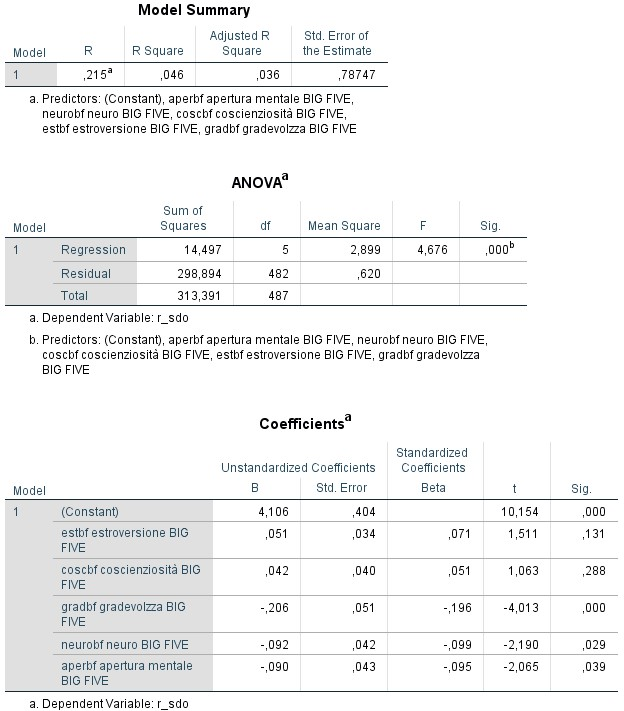 Model Summary
Model R R Square Adjusted R Square Std. Error of the Estimate
1 ,215a ,046 ,036 ,78747
a. Predictors: (Constant), aperbf apertura mentale BIG FIVE,
neurobf neuro BIG FIVE, coscbf coscienziosità BIG FIVE,
estbf estroversione BIG FIVE, gradbf gradevolzza BIG FIVE
ANOVAa
Model Sum of Squares df Mean Square F Sig.
1 Regression 14,497 5 2,899 4,676 ,000b
Residual 298,894 482 ,620
Total 313,391 487
a. Dependent Variable: r_sdo
b. Predictors: (Constant), aperbf apertura mentale BIG FIVE, neurobf neuro BIG FIVE,
coscbf coscienziosità BIG FIVE, estbf estroversione BIG FIVE, gradbf gradevolzza
BIG FIVE
Coefficientsa
Unstandardized Coefficients Standardized Coefficients
Model B Std. Error Beta t Sig.
1 (Constant) 4,106 ,404 10,154 ,000
estbf estroversione BIG FIVE ,051 ,034 ,071 1,511 ,131
coscbf coscienziosità BIG FIVE ,042 ,040 ,051 1,063 ,288
gradbf gradevolzza BIG FIVE -,206 ,051 -,196 -4,013 ,000
neurobf neuro BIG FIVE -,092 ,042 -,099 -2,190 ,029
aperbf apertura mentale BIG FIVE -,090 ,043 -,095 -2,065 ,039
a. Dependent Variable: r_sdo